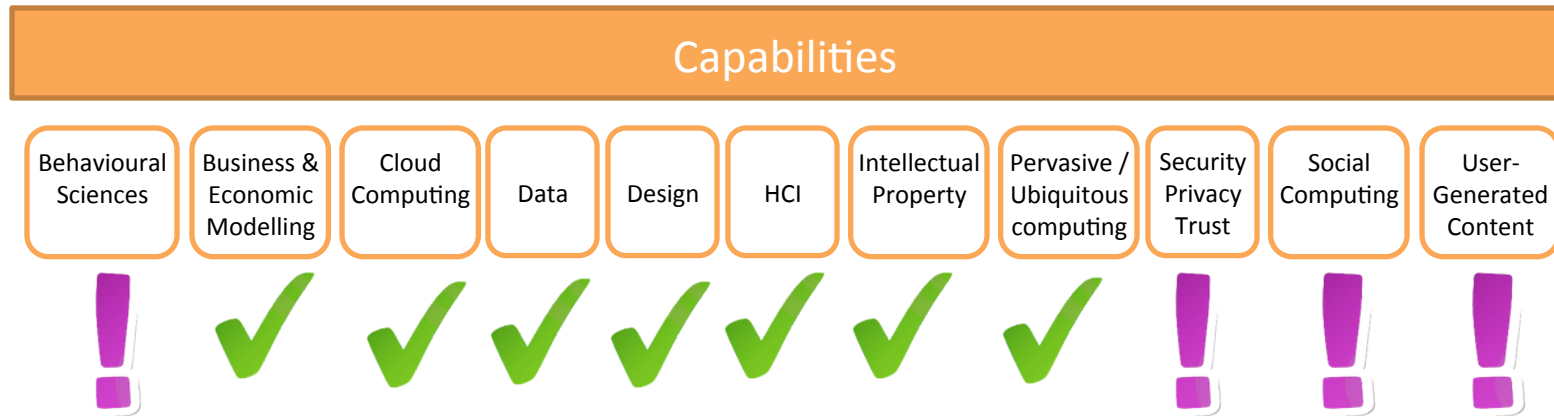 Capabilities
Behavioural
Sciences
Business &
Economic
Modelling
Cloud
Computing
Data
Design
HCI
Intellectual
Property
Pervasive /
Ubiquitous
computing
Security
Privacy
Trust
Social
Computing
User-
Generated
Content